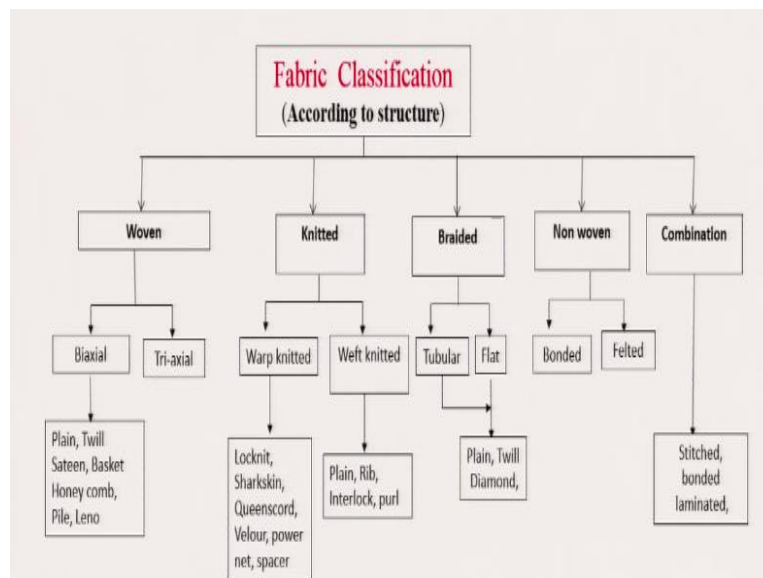 Fabric Classification
(According to structure)
Woven
Knitted
Braided
Non woven
Combination
Biaxial
Tri-axial
Warp knitted
Weft knitted
Tubular
Flat
Bonded
Felted
Plain, Twill
Sateen, Basket
Honey comb,
Pile, Leno
Locknit,
Sharkskin,
Queenscord,
Velour, power
net, spacer
Plain, Rib,
Interlock, purl
Plain, Twill
Diamond,
Stitched,
bonded
laminated,